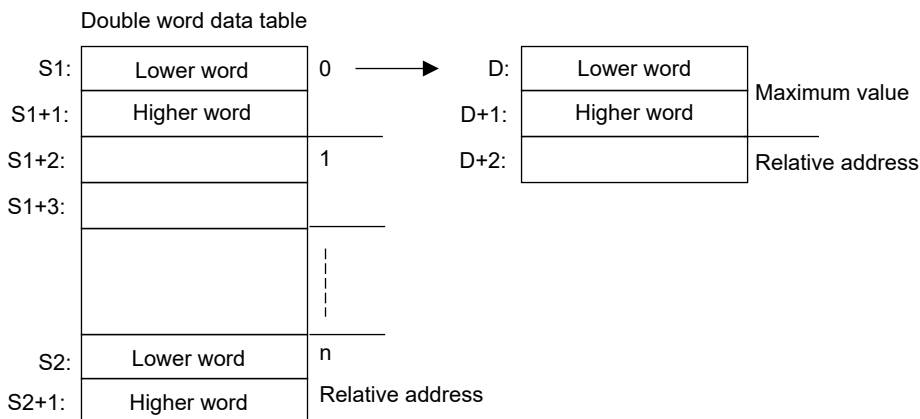 Double word data table
S1: Lower word 0 D: Lower word
Maximum value
S1+1: Higher word D+1: Higher word
S1+2: 1 D+2: Relative address
S1+3:
S2: Lower word n
S2+1: Higher word Relative address